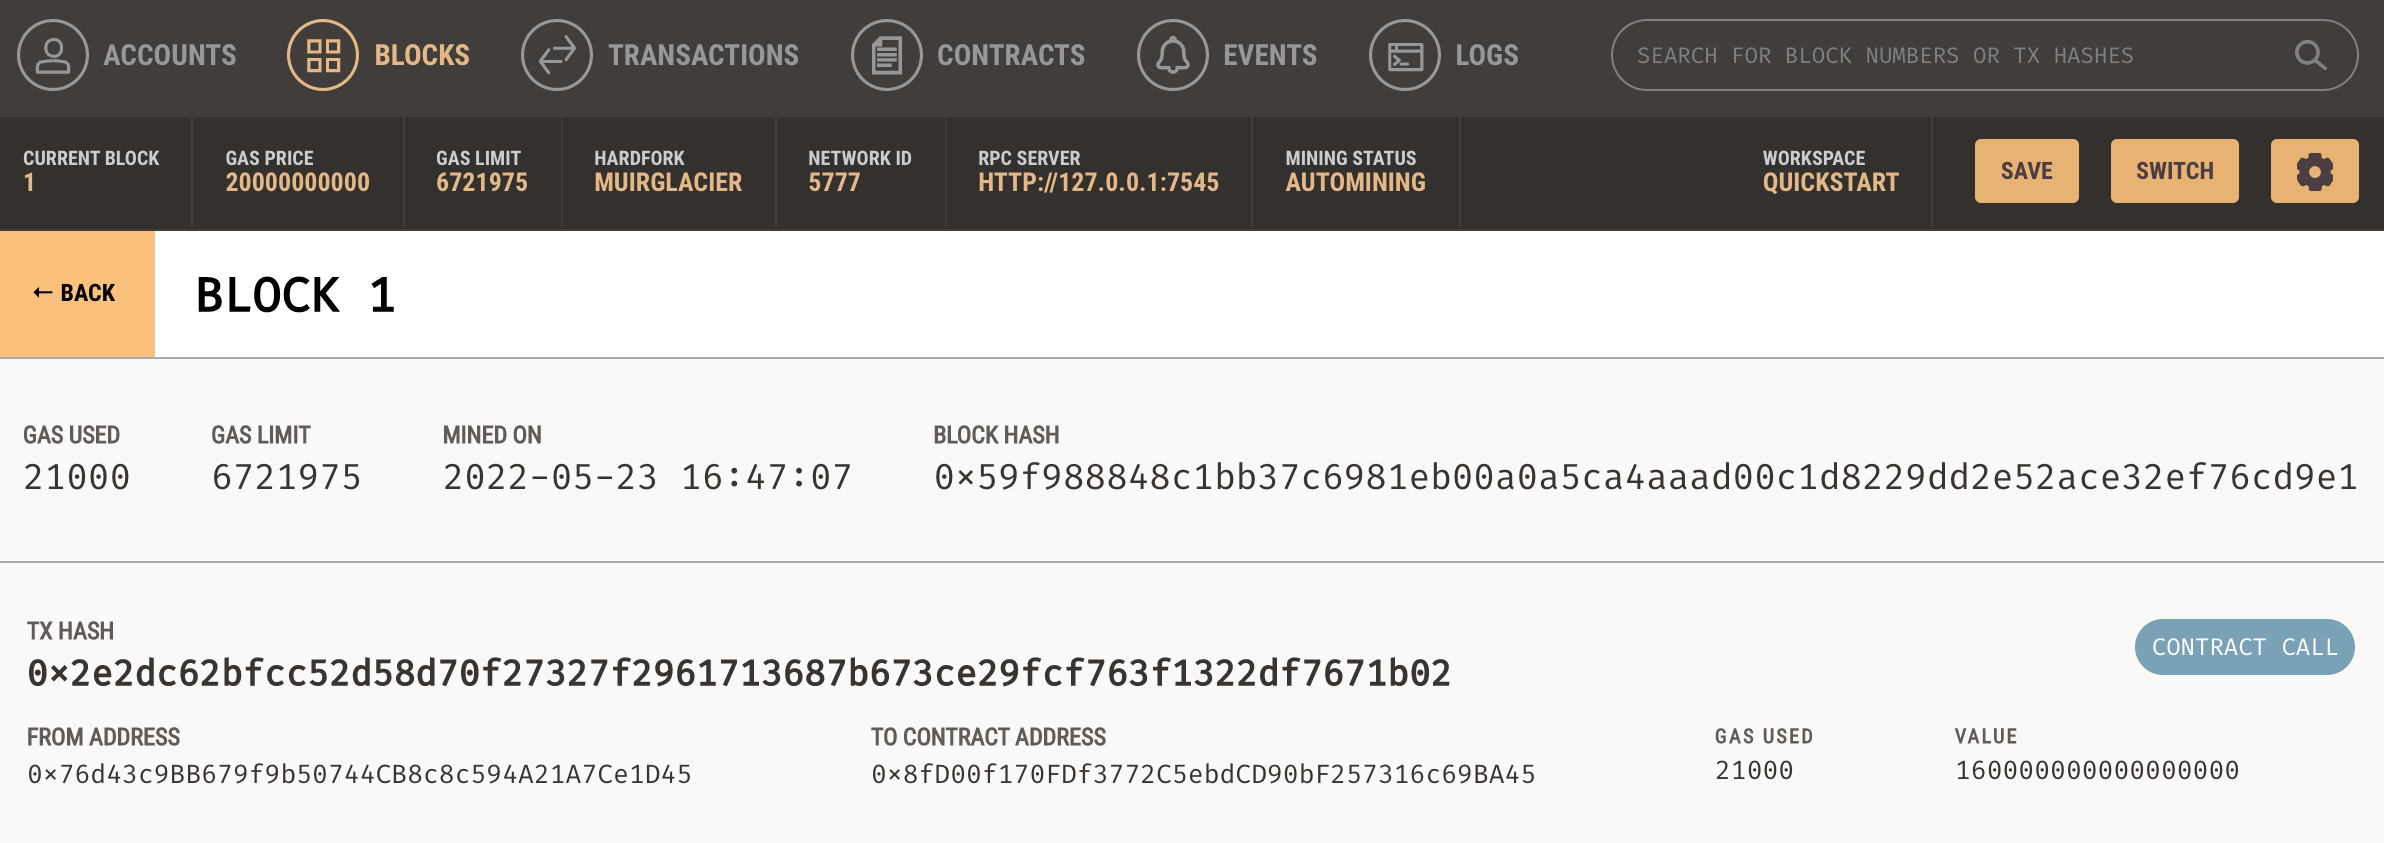 ACCOUNTS BLOCKS TRANSACTIONS CONTRACTS EVENTS LOGS SEARCH FOR BLOCK NUMBERS OR TX HASHES
CURRENT BLOCK GAS PRICE GAS LIMIT HARDFORK NETWORK ID RPC SERVER MINING STATUS WORKSPACE SAVE SWITCH
1 20000000000 6721975 MUIRGLACIER 5777 HTTP://127.0.0.1:7545 AUTOMINING QUICKSTART
← BACK BLOCK 1
GAS USED GAS LIMIT MINED ON BLOCK HASH
21000 6721975 2022-05-23 16:47:07 0×59f988848c1bb37c6981eb00a0a5ca4aaad00c1d8229dd2e52ace32ef76cd9e1
TX HASH
0×2e2dc62bfcc52d58d70f27327f2961713687b673ce29fcf763f1322df7671b02 CONTRACT CALL
FROM ADDRESS TO CONTRACT ADDRESS GAS USED VALUE
0×76d43c9BB679f9b50744CB8c8c594A21A7Ce1D45 0×8fD00f170FDf3772C5ebdCD90bF257316c69BA45 21000 160000000000000000